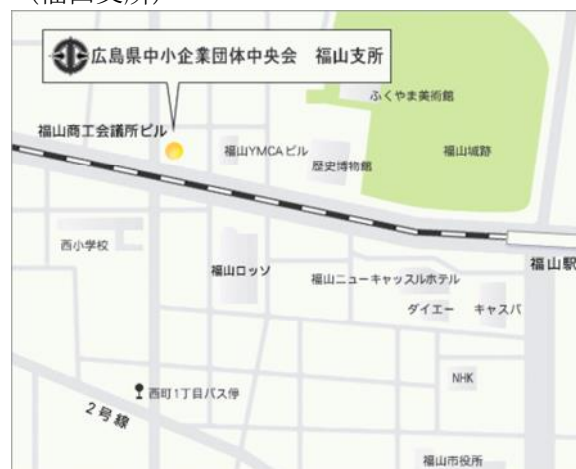 （福山支所）
広島県中小企業団体中央会　福山支所
ふくやま美術館
福山商工会議所ビル
福山YMCAビル
歴史博物館
福山城跡
西小学校
福山ロッソ
福山ニューキャッスルホテル
福山駅
ダイエー
キャスパ
NHK
西町1丁目バス停
2号線
福山市役所